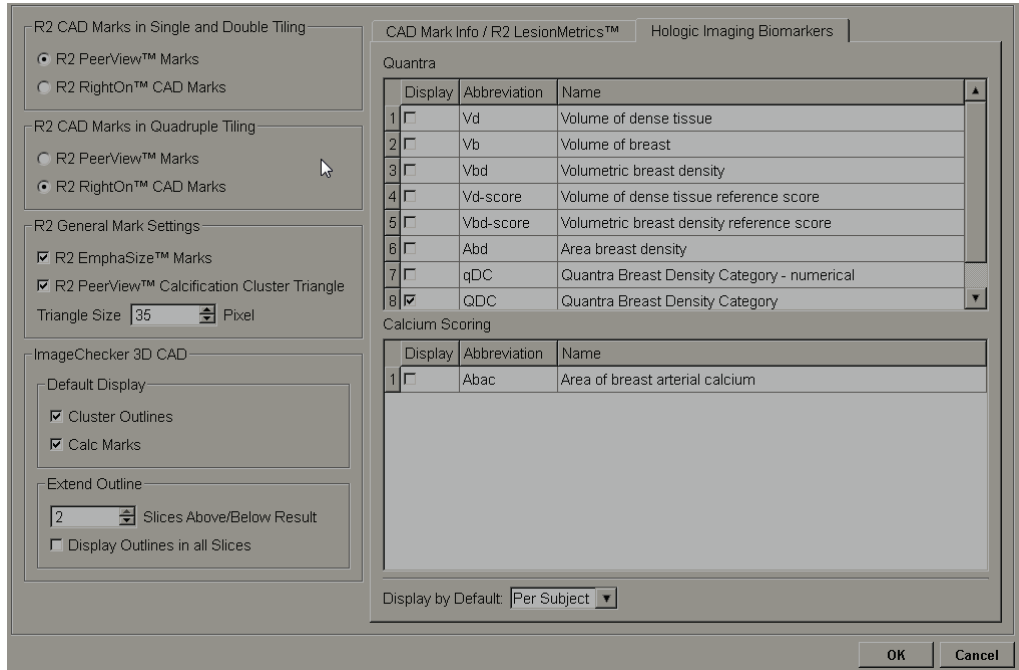 R2 CAD Marks in Single and Double Tiling
R2 PeerView™ Marks
R2 RightOn™ CAD Marks
R2 CAD Marks in Quadruple Tiling
R2 PeerView™ Marks
R2 RightOn™ CAD Marks
R2 General Mark Settings
R2 EmphaSize™ Marks
R2 PeerView™ Calcification Cluster Triangle
Triangle Size 35 Pixel
ImageChecker 3D CAD
Default Display
Cluster Outlines
Calc Marks
Extend Outline
2 Slices Above/Below Result
Display Outlines in all Slices
CAD Mark Info / R2 LesionMetrics™ Hologic Imaging Biomarkers
Quantra
Display Abbreviation Name
1 Vd Volume of dense tissue
2 Vb Volume of breast
3 Vbd Volumetric breast density
4 Vd-score Volume of dense tissue reference score
5 Vbd-score Volumetric breast density reference score
6 Abd Area breast density
7 qDC Quantra Breast Density Category - numerical
8 QDC Quantra Breast Density Category
Calcium Scoring
Display Abbreviation Name
1 Abac Area of breast arterial calcium
Display by Default: Per Subject
OK Cancel